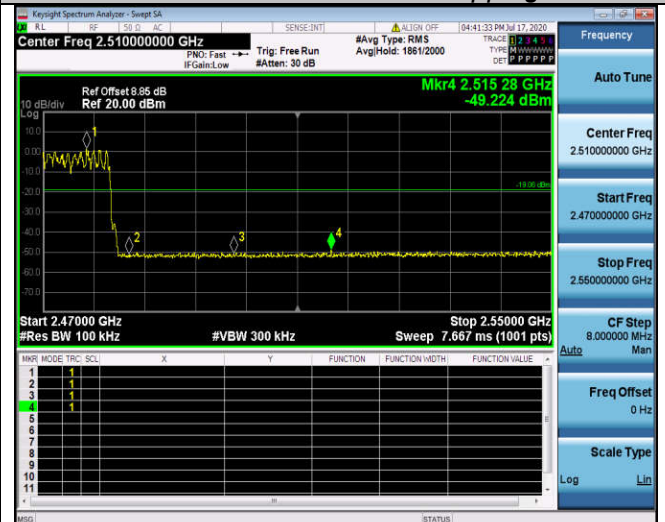 Keysight Spectrum Analyzer - Swept SA
RL RF 50 Ω AC SENSE:INT ALIGN OFF 04:41:33 PM Jul 17, 2020
Center Freq 2.510000000 GHz
#Avg Type: RMS
TRACE 1 2 3 4 5 6
PNO: Fast Trig: Free Run Avg|Hold: 1861/2000
TYPE M WWWWW
IFGain:Low #Atten: 30 dB
DET P P P P P P
Mkr4 2.515 28 GHz
-49.224 dBm
Ref Offset 8.85 dB
10 dB/div Ref 20.00 dBm
Log
10.0
0.00
-10.0
-20.0
-30.0
-40.0
-50.0
-60.0
-70.0
1
2
3
4
-19.00 dBm
Start 2.47000 GHz Stop 2.55000 GHz
#Res BW 100 kHz #VBW 300 kHz Sweep 7.667 ms (1001 pts)
MKR MODE TRC SCL X Y FUNCTION FUNCTION WIDTH FUNCTION VALUE
1 1
2 1
3 1
4 1
5
6
7
8
9
10
11
MSG STATUS
Frequency
Auto Tune
Center Freq
2.510000000 GHz
Start Freq
2.470000000 GHz
Stop Freq
2.550000000 GHz
CF Step
8.000000 MHz
Auto Man
Freq Offset
0 Hz
Scale Type
Log Lin